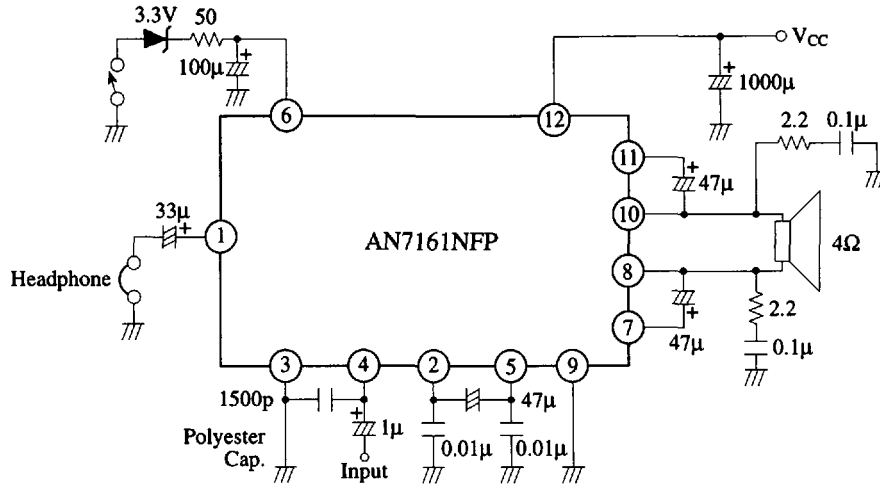 3.3V
50
100μ
+
V_CC
+
1000μ
6
12
2.2
0.1μ
11
+
47μ
33μ
+
1
10
AN7161NFP
4Ω
8
Headphone
+
47μ
7
2.2
0.1μ
3
4
2
5
9
1500p
+
1μ
47μ
Polyester
Cap.
0.01μ
0.01μ
Input